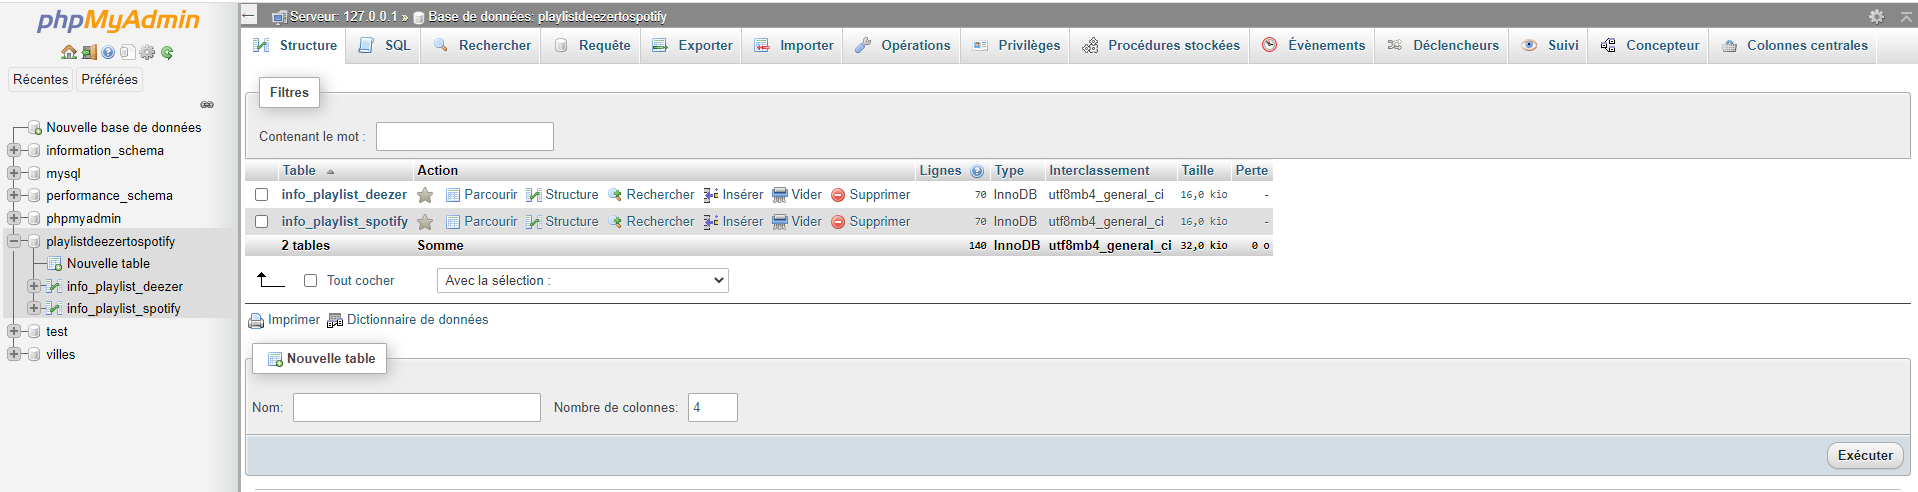 phpMyAdmin
Récentes Préférées
Nouvelle base de données
information_schema
mysql
performance_schema
phpmyadmin
playlistdeezertospotify
Nouvelle table
info_playlist_deezer
info_playlist_spotify
test
villes
Serveur: 127.0.0.1 » Base de données: playlistdeezertospotify
Structure SQL Rechercher Requête Exporter Importer Opérations Privilèges Procédures stockées Évènements Déclencheurs Suivi Concepteur Colonnes centrales
Filtres
Contenant le mot :
Table Action Lignes Type Interclassement Taille Perte
info_playlist_deezer Parcourir Structure Rechercher Insérer Vider Supprimer 70 InnoDB utf8mb4_general_ci 16,0 kio -
info_playlist_spotify Parcourir Structure Rechercher Insérer Vider Supprimer 70 InnoDB utf8mb4_general_ci 16,0 kio -
2 tables Somme 140 InnoDB utf8mb4_general_ci 32,0 kio 0 o
Tout cocher Avec la sélection :
Imprimer Dictionnaire de données
Nouvelle table
Nom: Nombre de colonnes: 4
Exécuter